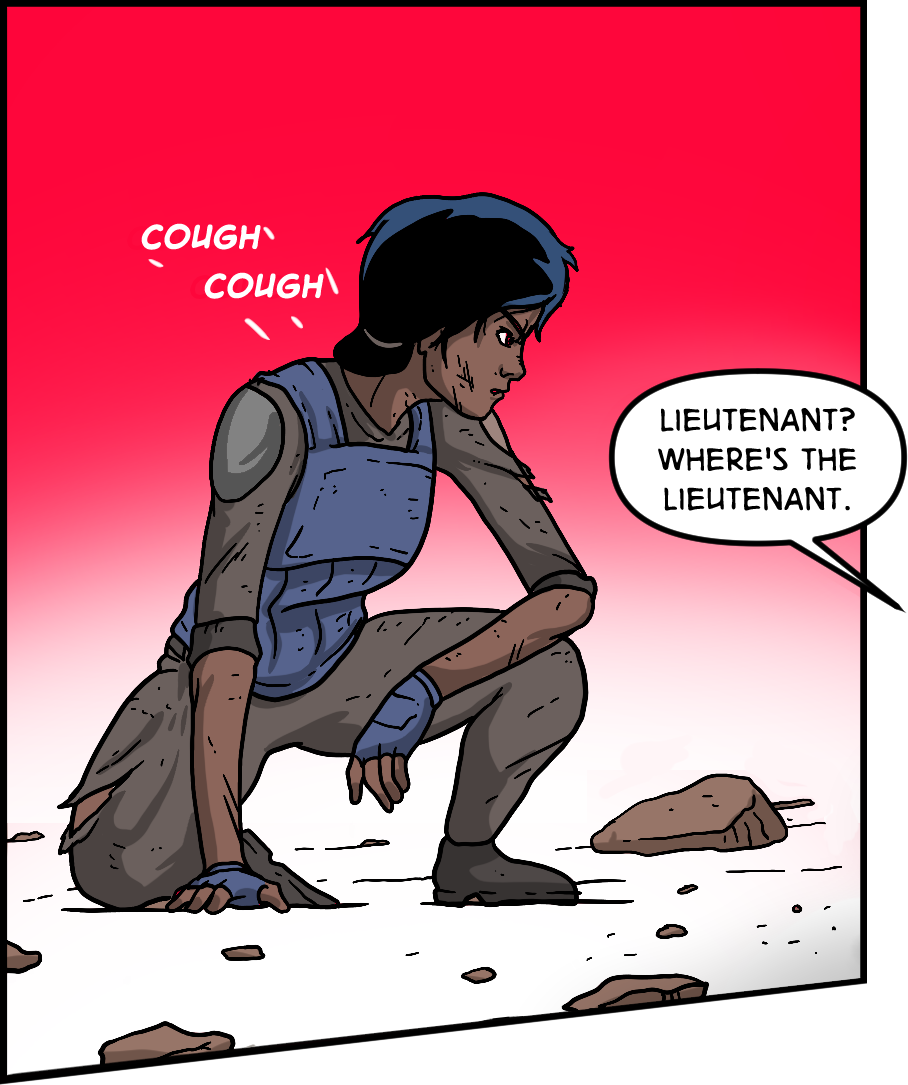 COUGH
COUGH
LIEUTENANT?
WHERE'S THE
LIEUTENANT.